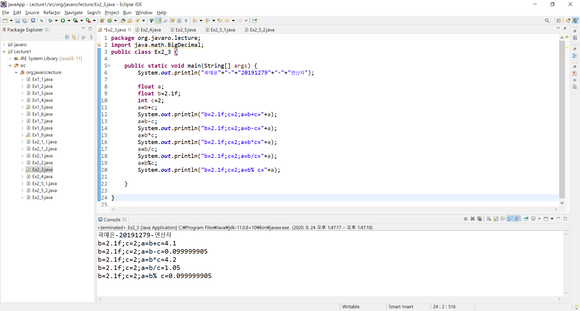 javaApp - Lecture1/src/org/javaro/lecture/Ex2_3.java - Eclipse IDE
File Edit Source Refactor Navigate Search Project Run Window Help
Package Explorer
javaro
Lecture1
JRE System Library [JavaSE-11]
src
org.javaro.lecture
Ex1_1.java
Ex1_2.java
Ex1_3.java
Ex1_4.java
Ex1_5.java
Ex1_6.java
Ex1_7.java
Ex1_8.java
Ex1_9.java
Ex2_1_1.java
Ex2_1_2.java
Ex2_1.java
Ex2_2.java
Ex2_3.java
Ex2_4.java
Ex2_5_1.java
Ex2_5_2.java
Ex2_5.java
*Ex2_3.java Ex2_4.java Ex2_5.java Ex2_5_1.java Ex2_5_2.java
1 package org.javaro.lecture;
2 import java.math.BigDecimal;
3 public class Ex2_3 {
4
5 public static void main(String[] args) {
6 System.out.println("곽예은"+"-"+"20191279"+"-"+"연산자");
7
8 float a;
9 float b=2.1f;
10 int c=2;
11 a=b+c;
12 System.out.println("b=2.1f;c=2;a=b+c="+a);
13 a=b-c;
14 System.out.println("b=2.1f;c=2;a=b-c="+a);
15 a=b*c;
16 System.out.println("b=2.1f;c=2;a=b*c="+a);
17 a=b/c;
18 System.out.println("b=2.1f;c=2;a=b/c="+a);
19 a=b%c;
20 System.out.println("b=2.1f;c=2;a=b% c="+a);
21
22 }
23
24 }
25
Console
<terminated> Ex2_3 [Java Application] C:\Program Files\Java\jdk-11.0.8+10\bin\javaw.exe (2020. 9. 24 오후 1:47:17 – 오후 1:47:18)
곽예은-20191279-연산자
b=2.1f;c=2;a=b+c=4.1
b=2.1f;c=2;a=b-c=0.099999905
b=2.1f;c=2;a=b*c=4.2
b=2.1f;c=2;a=b/c=1.05
b=2.1f;c=2;a=b% c=0.099999905
Writable Smart Insert 24 : 2 : 516